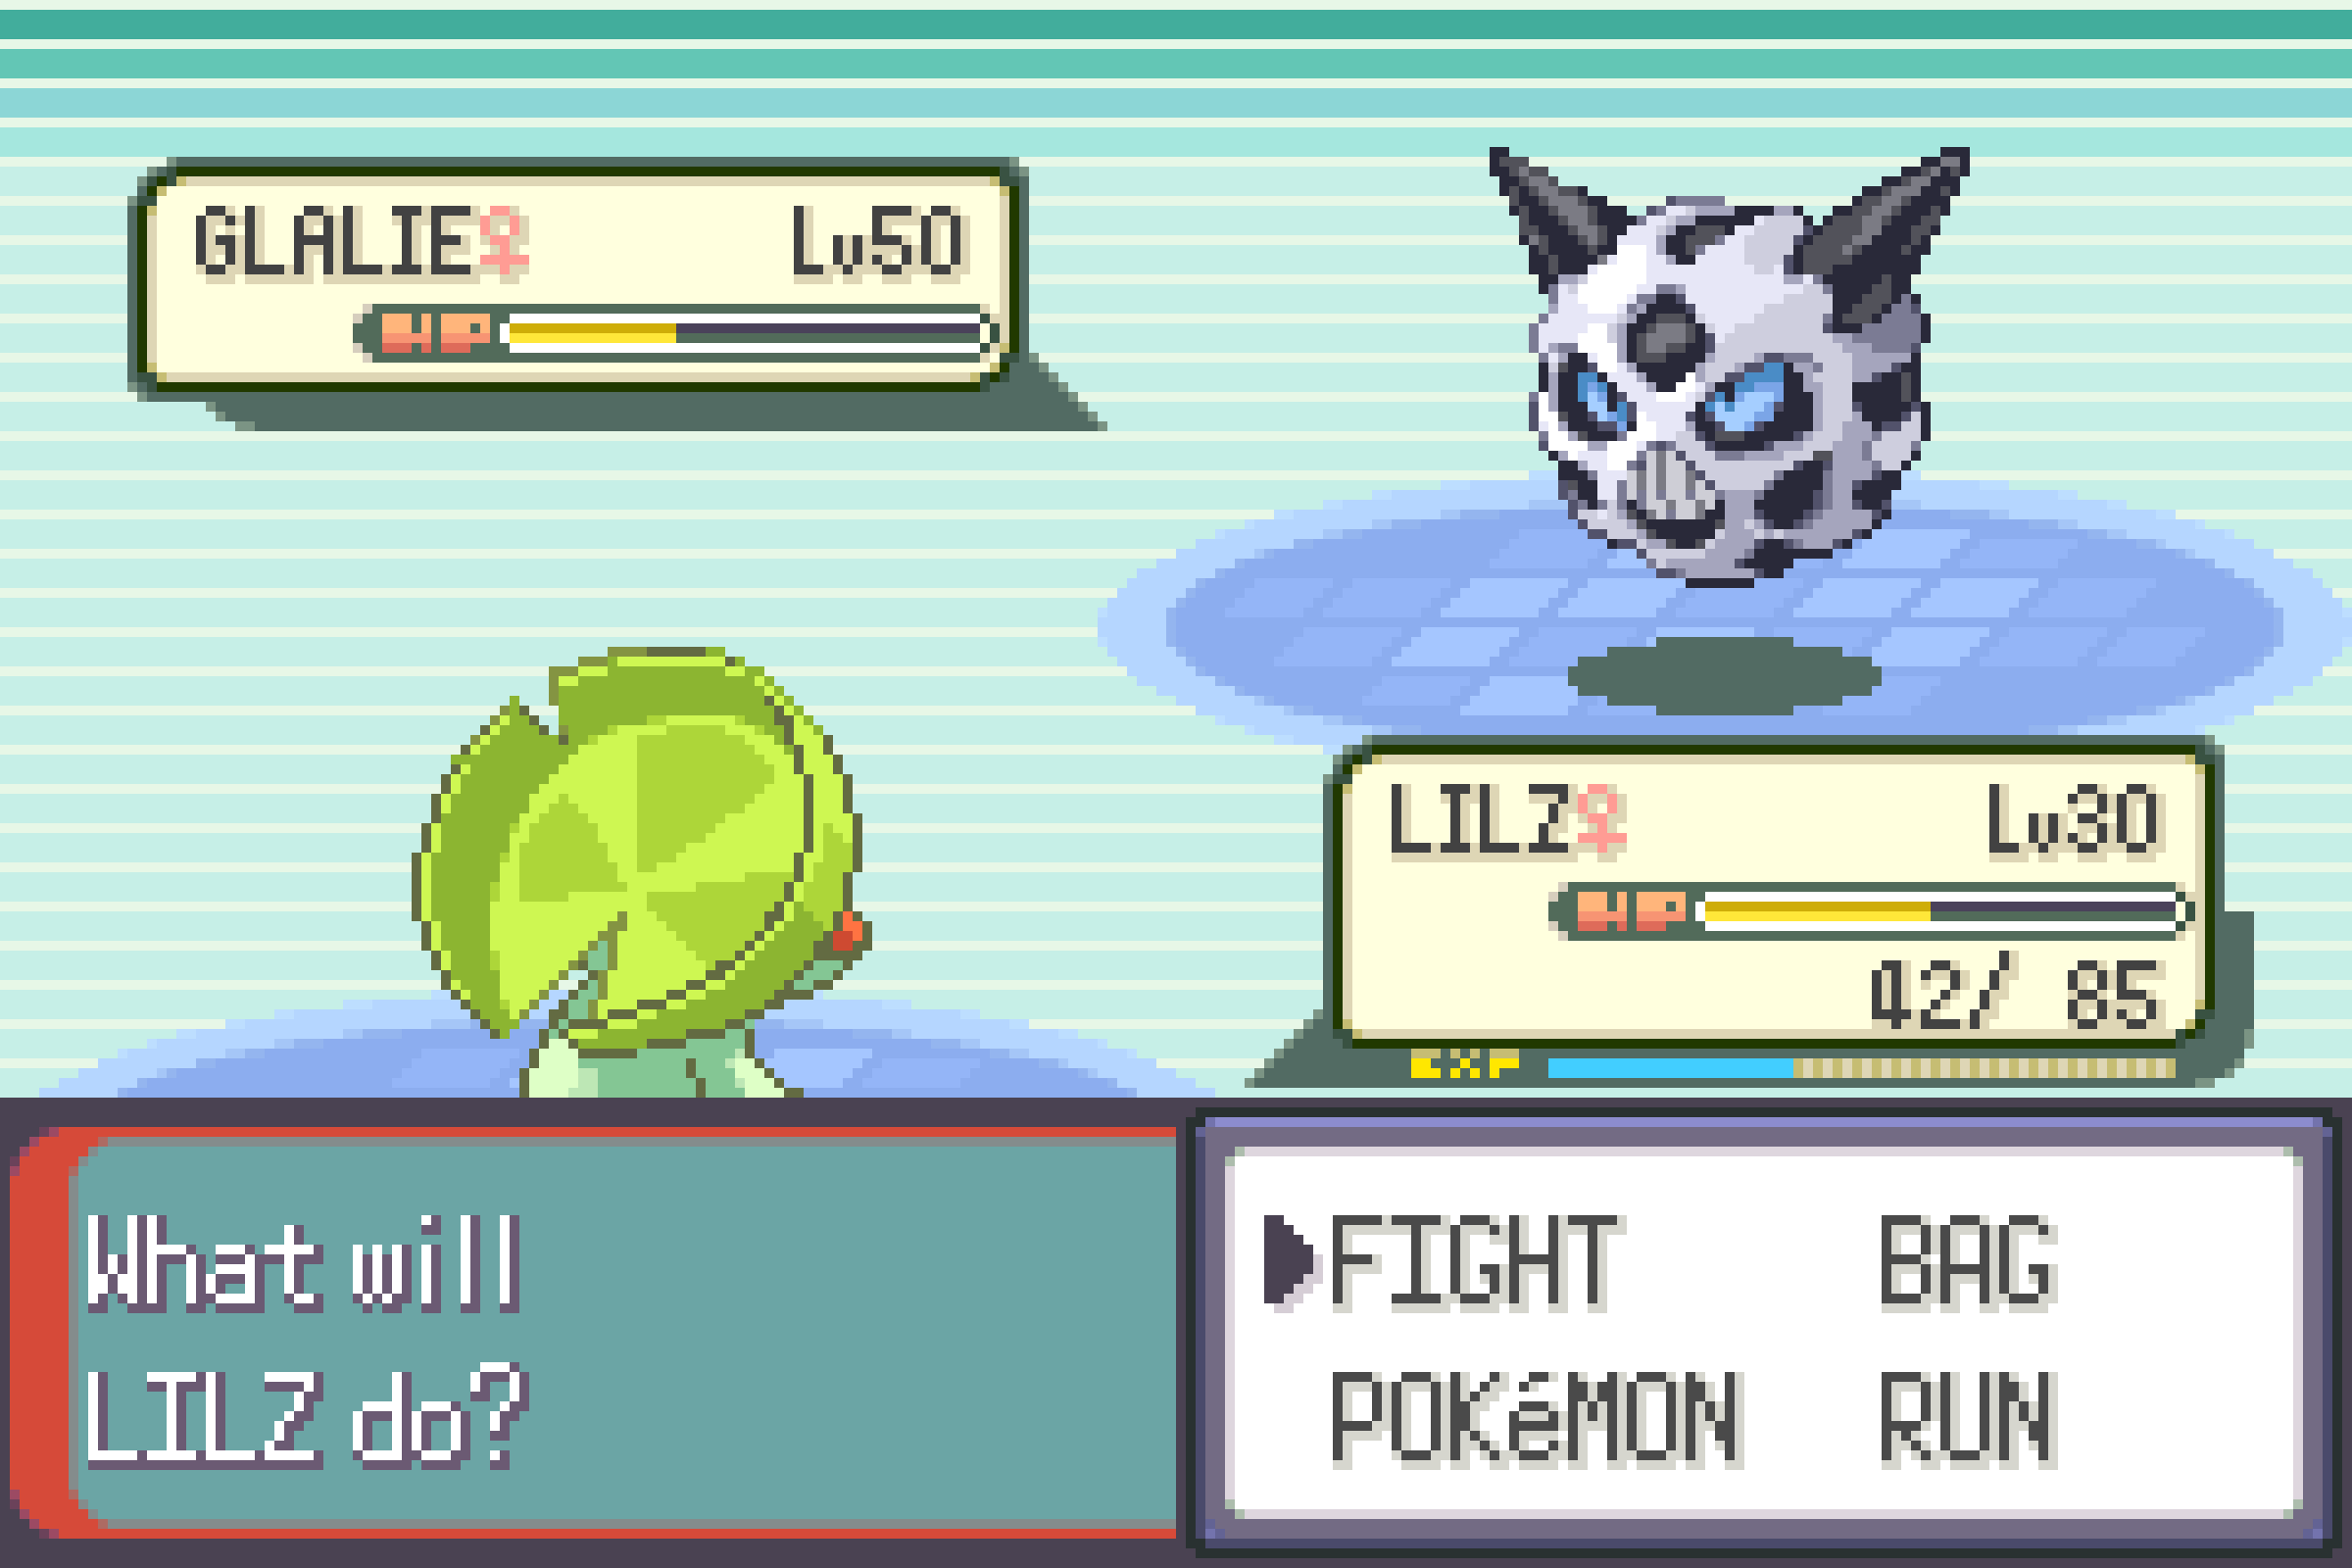 GLALIE♀ Lv50
HP
LILZ♀ Lv30
HP
42/ 85
EXP
What will
LILZ do?
FIGHT BAG
POKéMON RUN